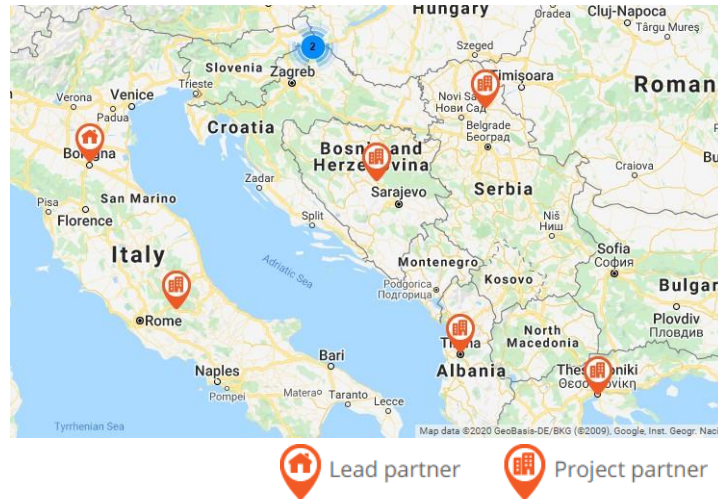 Hungary
Oradea
Cluj-Napoca
Târgu Mureș
Szeged
2
Slovenia
Zagreb
Timișoara
Roman
Verona
Venice
Trieste
Padua
Novi Sa
Нови Сад
Croatia
Belgrade
Београд
Bologna
Bosnia and
Herzegovina
Bu
Craiova
Pisa
San Marino
Zadar
Sarajevo
Serbia
Florence
Split
Niš
Ниш
Italy
Adriatic Sea
Montenegro
Kosovo
Sofia
София
Podgorica
Подгорица
Bulgar
Rome
Plovdiv
Пловдив
North
Macedonia
Tirana
Bari
Albania
Thessaloniki
Θεσσαλονίκη
Naples
Pompei
Matera
Taranto
Lecce
Tyrrhenian Sea
Map data ©2020 GeoBasis-DE/BKG (©2009), Google, Inst. Geogr. Naci
Lead partner
Project partner